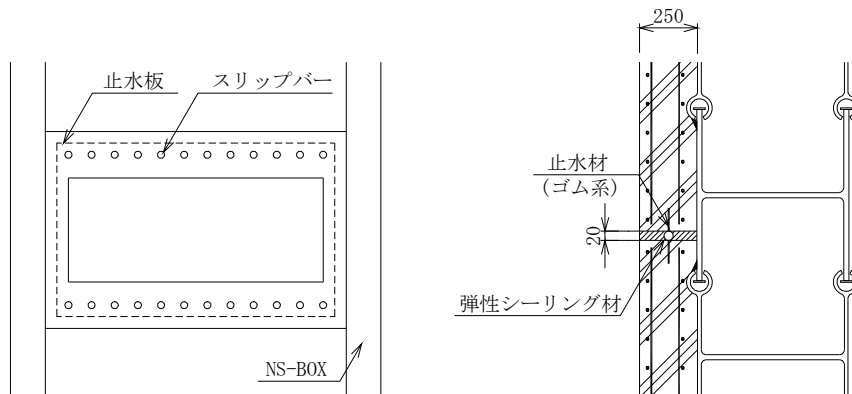 250
止水板
スリップバー
止水材
(ゴム系)
20
弾性シーリング材
NS-BOX